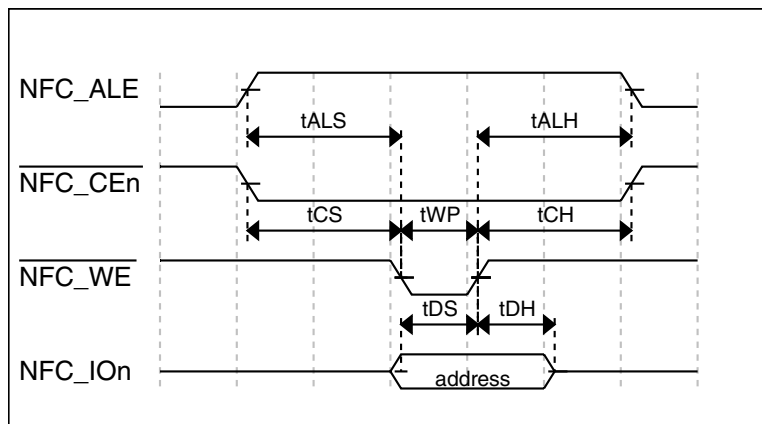 NFC_ALE
tALS tALH
NFC_CEn
tCS tWP tCH
NFC_WE
tDS tDH
NFC_IOn
address